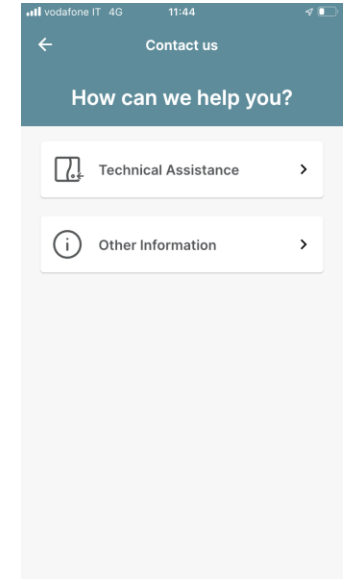 vodafone IT 4G 11:44
Contact us
How can we help you?
Technical Assistance
Other Information